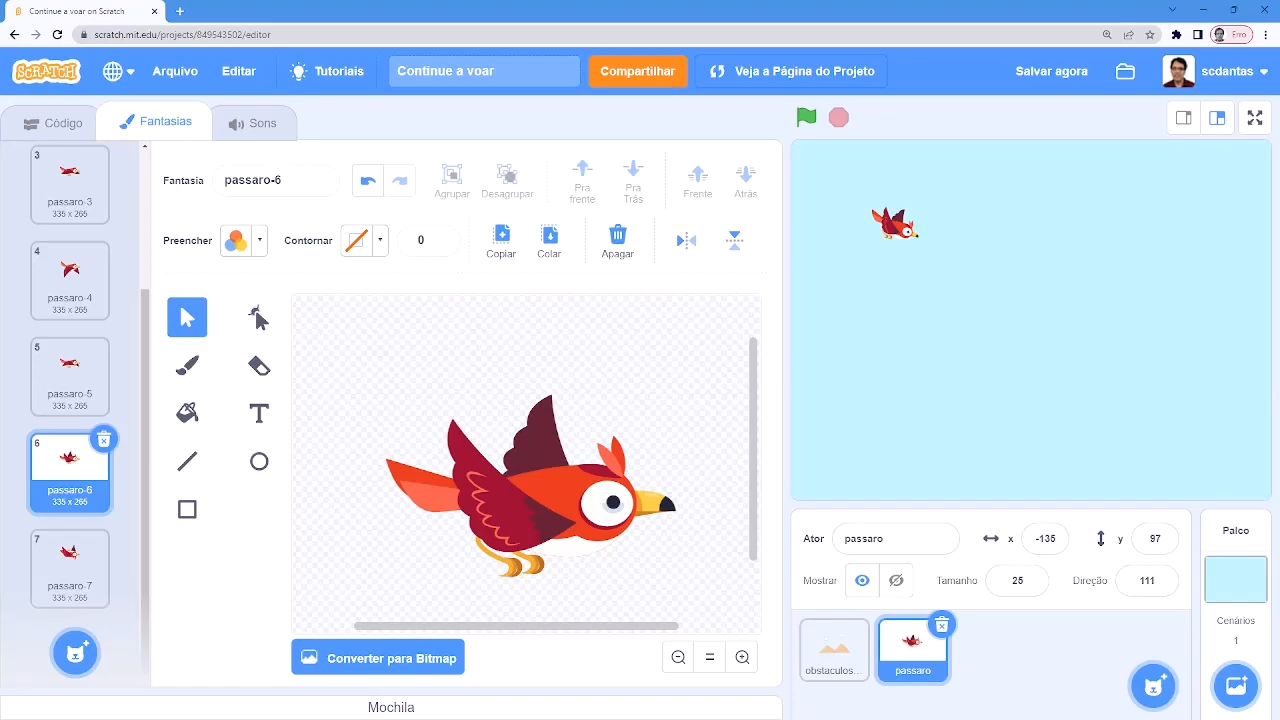 Continue a voar on Scratch
scratch.mit.edu/projects/849543502/editor
Erro
SCRATCH
Arquivo
Editar
Tutoriais
Continue a voar
Compartilhar
Veja a Página do Projeto
Salvar agora
scdantas
Código
Fantasias
Sons
3
passaro-3
335 x 265
4
passaro-4
335 x 265
5
passaro-5
335 x 265
6
passaro-6
335 x 265
7
passaro-7
335 x 265
Fantasia
passaro-6
Agrupar
Desagrupar
Pra
frente
Pra
Trás
Frente
Atrás
Preencher
Contornar
0
Copiar
Colar
Apagar
Converter para Bitmap
Mochila
Ator
passaro
x
-135
y
97
Mostrar
Tamanho
25
Direção
111
obstaculos...
passaro
Palco
Cenários
1